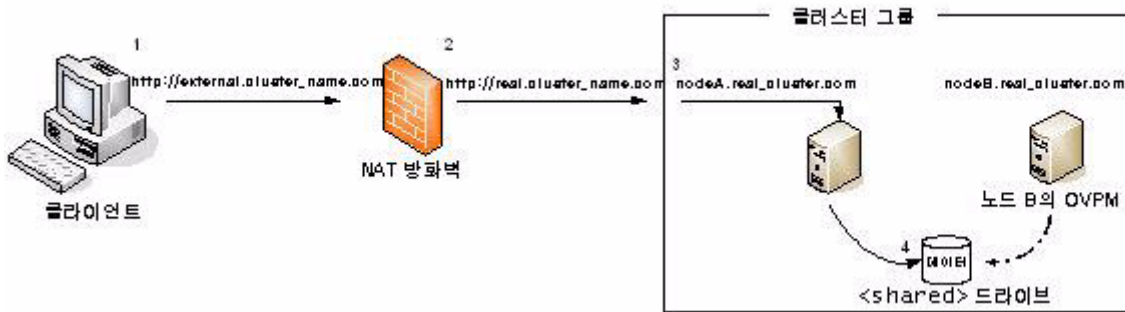 클러스터 그룹
1
http://external.cluster_name.com
2
http://real.cluster_name.com
3
nodeA.real_cluster.com
nodeB.real_cluster.com
NAT 방화벽
클라이언트
노드 B의 OVPM
4
데이터
<shared> 드라이브